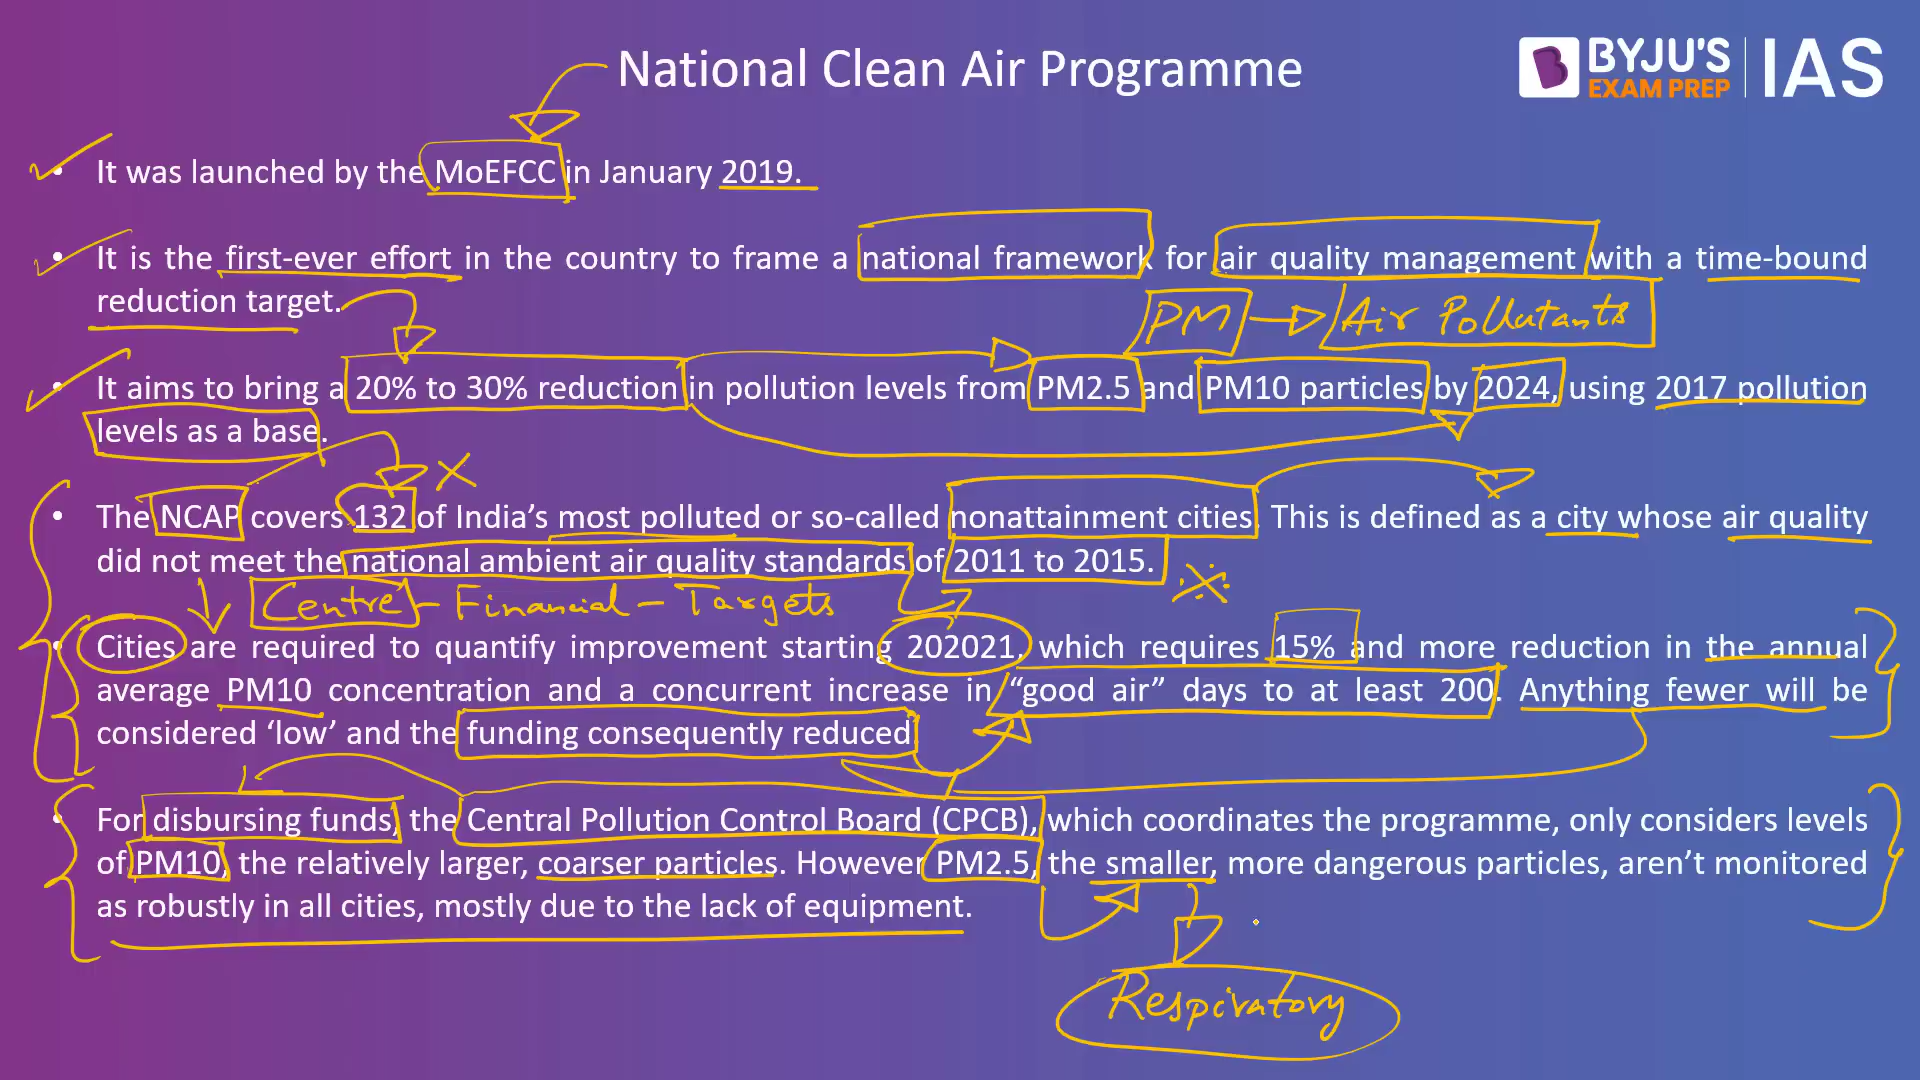 National Clean Air Programme
BYJU'S
EXAM PREP
IAS
• It was launched by the MoEFCC in January 2019.
• It is the first-ever effort in the country to frame a national framework for air quality management with a time-bound
reduction target.
PM Air Pollutants
• It aims to bring a 20% to 30% reduction in pollution levels from PM2.5 and PM10 particles by 2024, using 2017 pollution
levels as a base.
• The NCAP covers 132 of India’s most polluted or so-called nonattainment cities. This is defined as a city whose air quality
did not meet the national ambient air quality standards of 2011 to 2015.
Centre - Financial - Targets
• Cities are required to quantify improvement starting 202021, which requires 15% and more reduction in the annual
average PM10 concentration and a concurrent increase in “good air” days to at least 200. Anything fewer will be
considered ‘low’ and the funding consequently reduced.
• For disbursing funds, the Central Pollution Control Board (CPCB), which coordinates the programme, only considers levels
of PM10, the relatively larger, coarser particles. However PM2.5, the smaller, more dangerous particles, aren’t monitored
as robustly in all cities, mostly due to the lack of equipment.
Respiratory